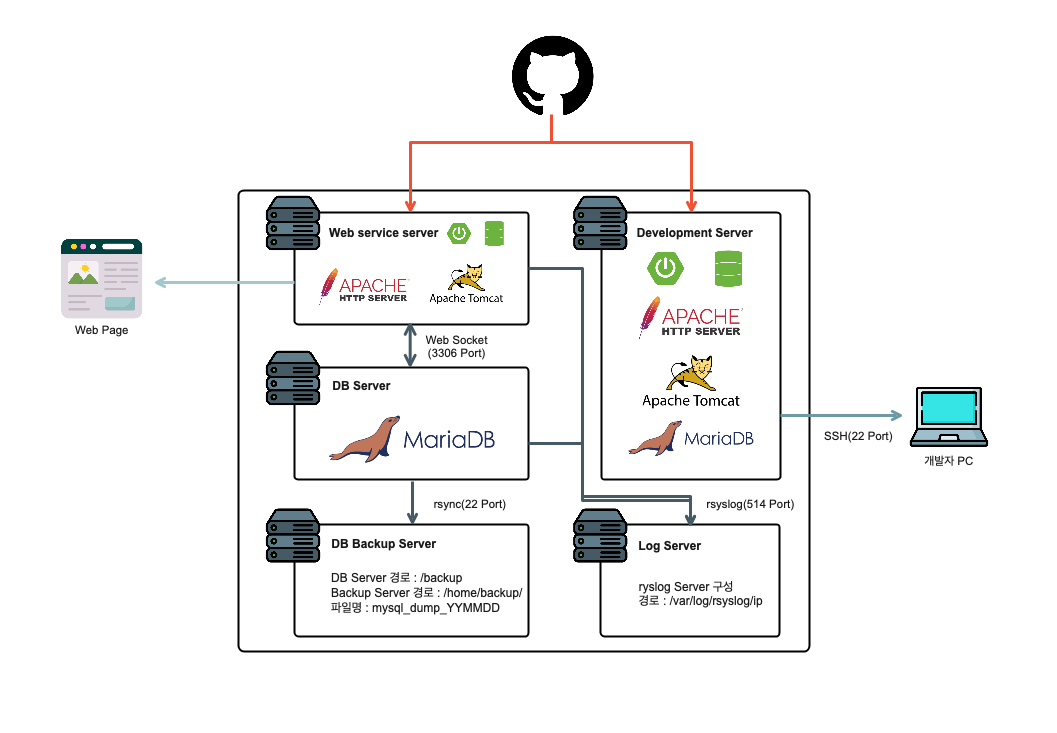 Web service server
APACHE
HTTP SERVER
Apache Tomcat
Development Server
APACHE
HTTP SERVER
Apache Tomcat
MariaDB
Web Page
Web Socket
(3306 Port)
DB Server
MariaDB
SSH(22 Port)
개발자 PC
rsync(22 Port)
rsyslog(514 Port)
DB Backup Server
DB Server 경로 : /backup
Backup Server 경로 : /home/backup/
파일명 : mysql_dump_YYMMDD
Log Server
ryslog Server 구성
경로 : /var/log/rsyslog/ip